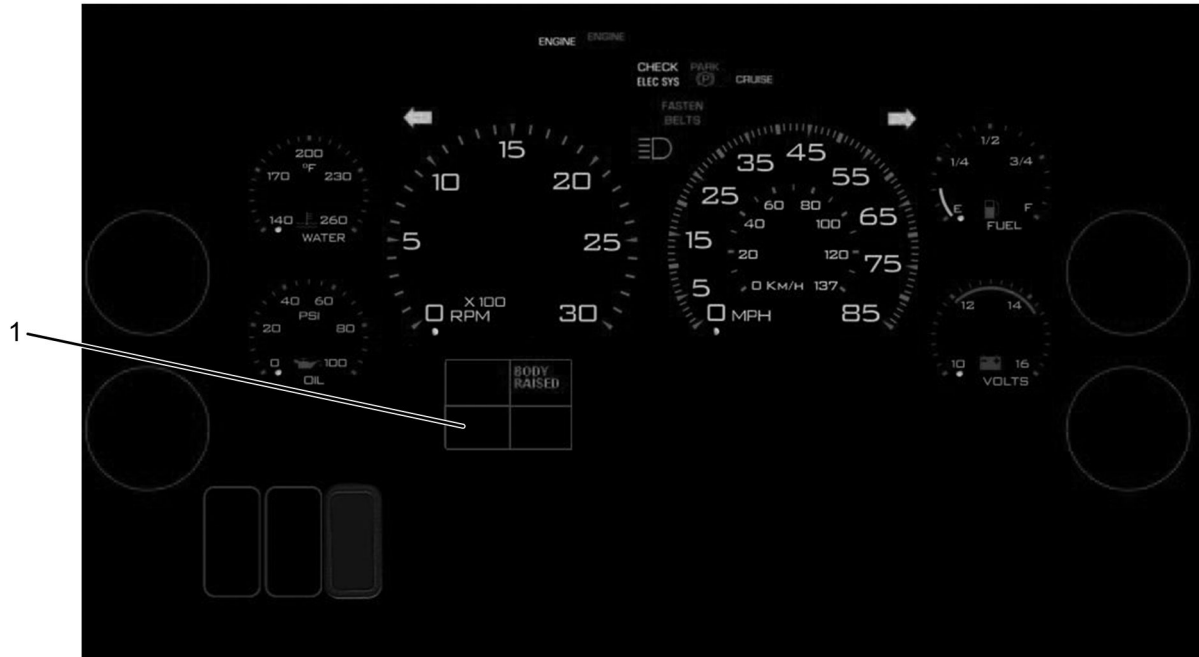 ENGINE ENGINE
CHECK PARK
ELEC SYS (P) CRUISE
FASTEN
BELTS
200
°F
170 230
140 260
WATER
40 60
PSI
20 80
0 100
OIL
15
10 20
5 25
X 100
0 RPM 30
45
35 55
25 65
15 75
5
0 MPH 85
60 80
40 100
20 120
0 KM/H 137
1/2
1/4 3/4
E F
FUEL
12 14
10 16
VOLTS
BODY
RAISED
1